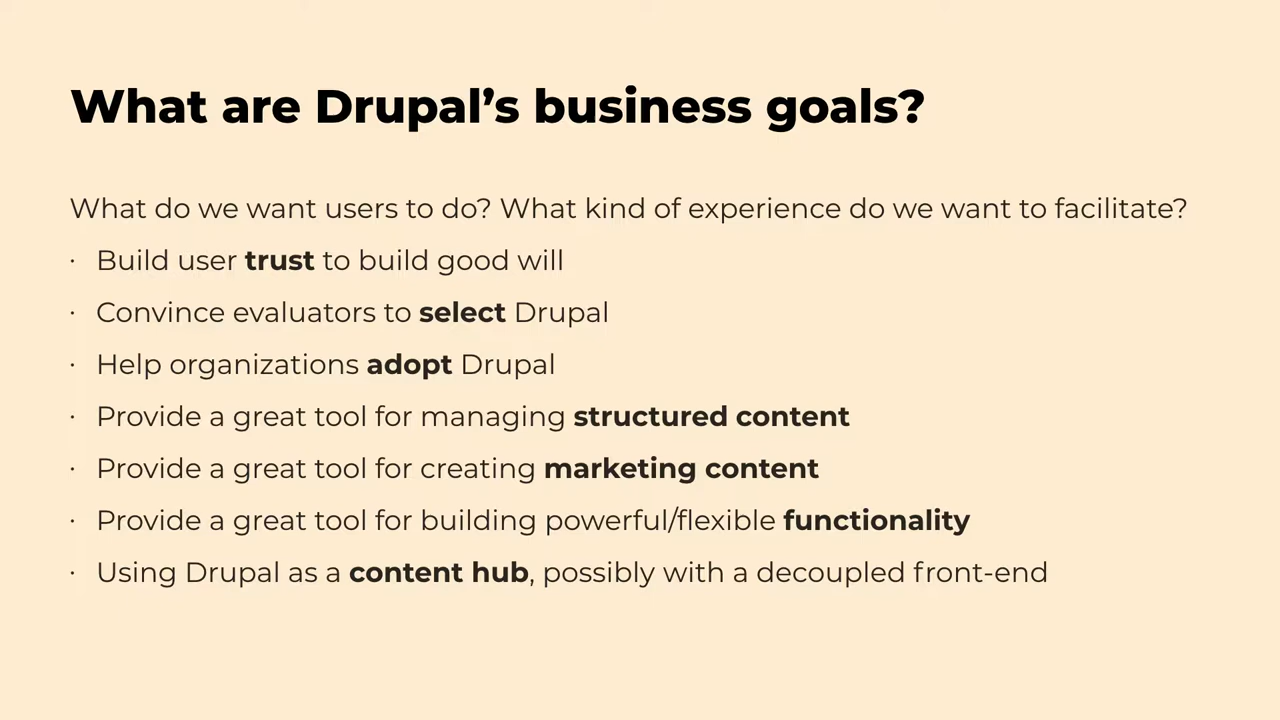 What are Drupal’s business goals?
What do we want users to do? What kind of experience do we want to facilitate?
· Build user trust to build good will
· Convince evaluators to select Drupal
· Help organizations adopt Drupal
· Provide a great tool for managing structured content
· Provide a great tool for creating marketing content
· Provide a great tool for building powerful/flexible functionality
· Using Drupal as a content hub, possibly with a decoupled front-end